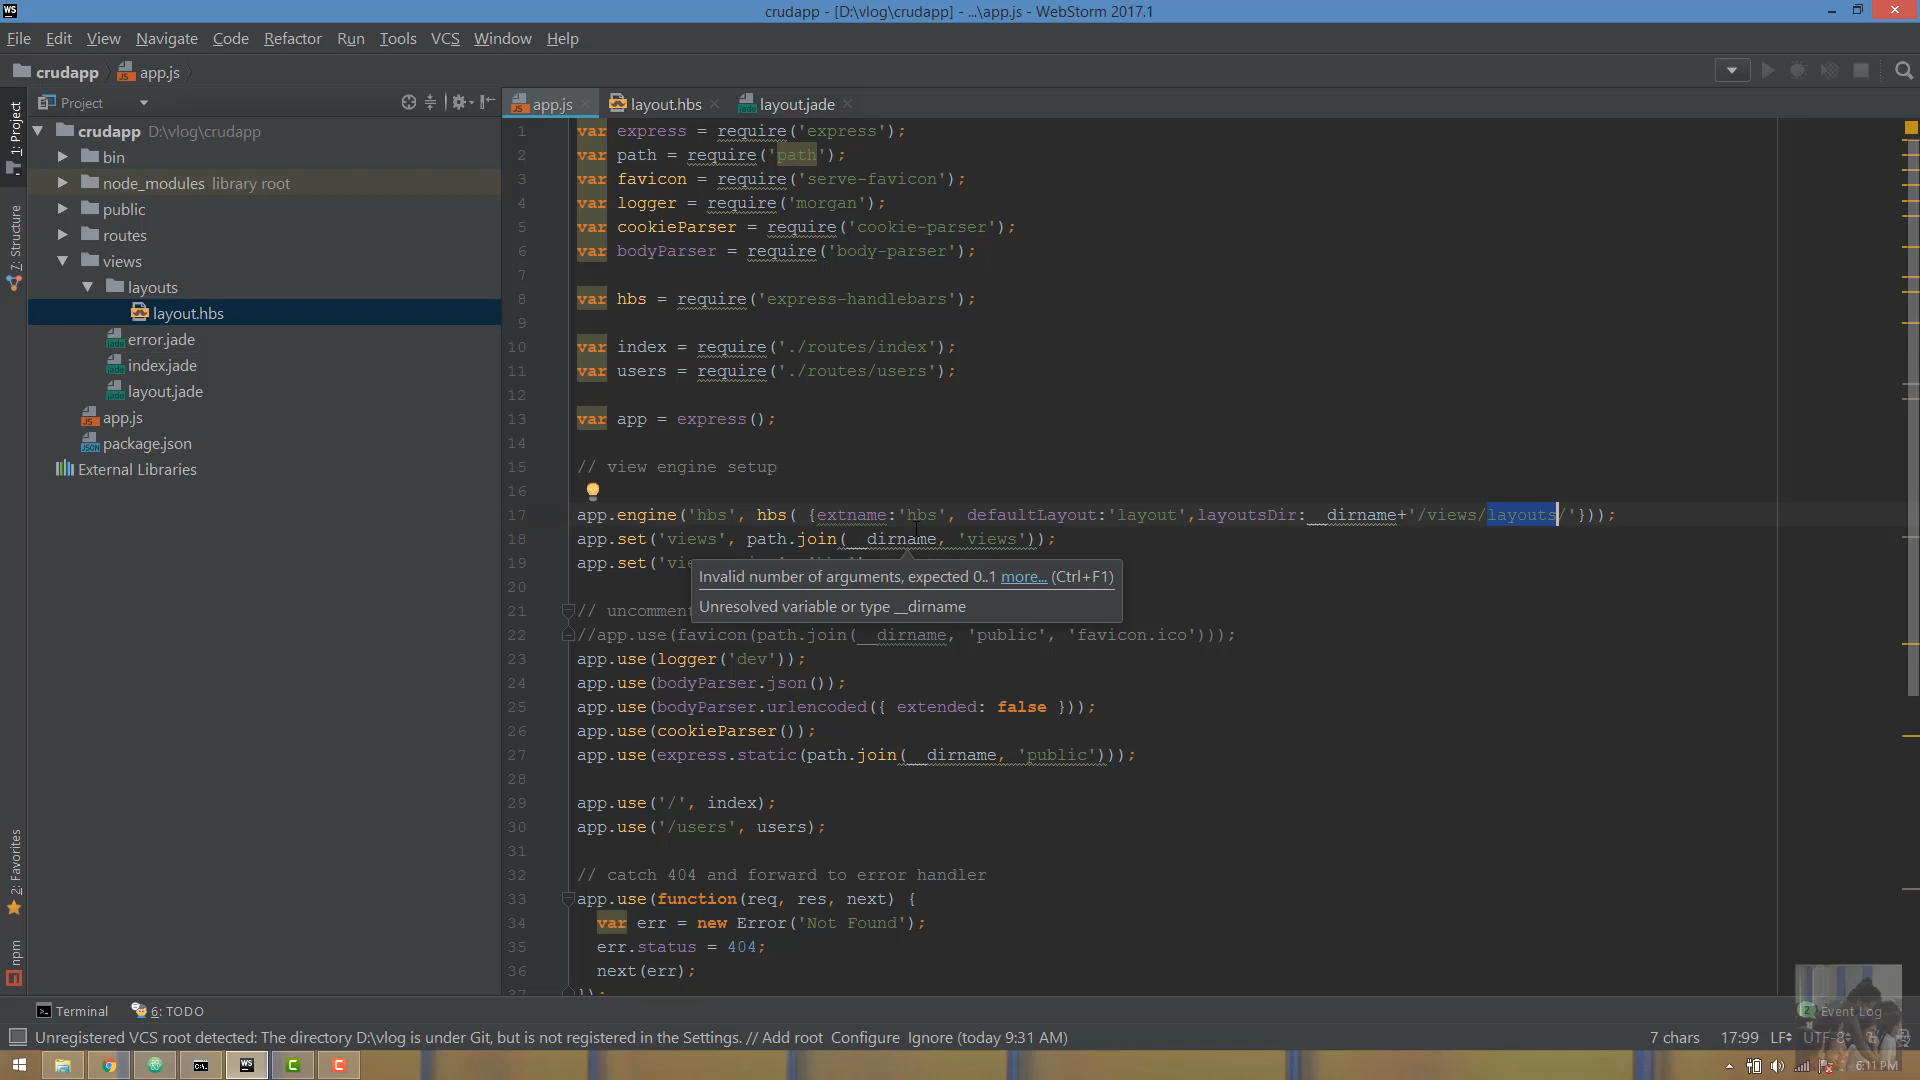 WS
crudapp - [D:\vlog\crudapp] - ...\app.js - WebStorm 2017.1
File Edit View Navigate Code Refactor Run Tools VCS Window Help
crudapp app.js
Project
app.js layout.hbs layout.jade
1: Project
7: Structure
2: Favorites
npm
crudapp D:\vlog\crudapp
bin
node_modules library root
public
routes
views
layouts
layout.hbs
error.jade
index.jade
layout.jade
app.js
package.json
External Libraries
1 var express = require('express');
2 var path = require('path');
3 var favicon = require('serve-favicon');
4 var logger = require('morgan');
5 var cookieParser = require('cookie-parser');
6 var bodyParser = require('body-parser');
7
8 var hbs = require('express-handlebars');
9
10 var index = require('./routes/index');
11 var users = require('./routes/users');
12
13 var app = express();
14
15 // view engine setup
16
17 app.engine('hbs', hbs( {extname:'hbs', defaultLayout:'layout',layoutsDir:__dirname+'/views/layouts/'}));
18 app.set('views', path.join(__dirname, 'views'));
19 app.set('vie
Invalid number of arguments, expected 0..1 more... (Ctrl+F1)
Unresolved variable or type __dirname
20
21 // uncomment
22 //app.use(favicon(path.join(__dirname, 'public', 'favicon.ico')));
23 app.use(logger('dev'));
24 app.use(bodyParser.json());
25 app.use(bodyParser.urlencoded({ extended: false }));
26 app.use(cookieParser());
27 app.use(express.static(path.join(__dirname, 'public')));
28
29 app.use('/', index);
30 app.use('/users', users);
31
32 // catch 404 and forward to error handler
33 app.use(function(req, res, next) {
34 var err = new Error('Not Found');
35 err.status = 404;
36 next(err);
37 });
Terminal 6: TODO Event Log
Unregistered VCS root detected: The directory D:\vlog is under Git, but is not registered in the Settings. // Add root Configure Ignore (today 9:31 AM) 7 chars 17:99 LF UTF-8
6:11 PM